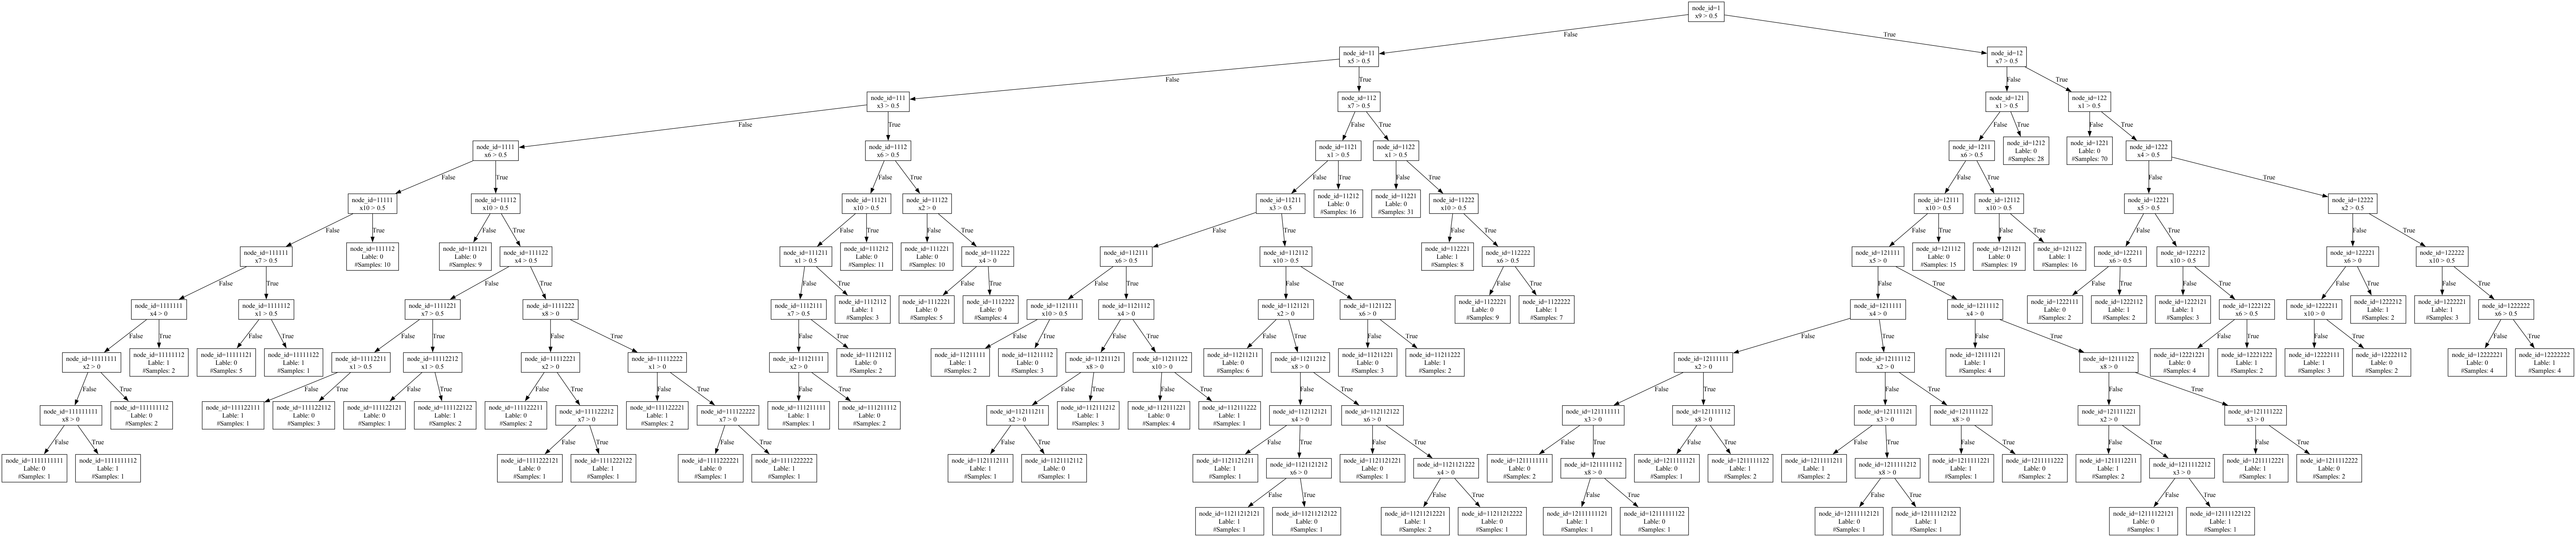 node_id=1
x9 > 0.5
False
True
node_id=11
x5 > 0.5
node_id=12
x7 > 0.5
False
True
False
True
node_id=111
x3 > 0.5
node_id=112
x7 > 0.5
node_id=121
x1 > 0.5
node_id=122
x1 > 0.5
False
True
False
True
False
True
False
True
node_id=1111
x6 > 0.5
node_id=1112
x6 > 0.5
node_id=1121
x1 > 0.5
node_id=1122
x1 > 0.5
node_id=1211
x6 > 0.5
node_id=1212
Lable: 0
#Samples: 28
node_id=1221
Lable: 0
#Samples: 70
node_id=1222
x4 > 0.5
False
True
False
True
False
True
False
True
False
True
False
True
node_id=11111
x10 > 0.5
node_id=11112
x10 > 0.5
node_id=11121
x10 > 0.5
node_id=11122
x2 > 0
node_id=11211
x3 > 0.5
node_id=11212
Lable: 0
#Samples: 16
node_id=11221
Lable: 0
#Samples: 31
node_id=11222
x10 > 0.5
node_id=12111
x10 > 0.5
node_id=12112
x10 > 0.5
node_id=12221
x5 > 0.5
node_id=12222
x2 > 0.5
False
True
False
True
False
True
False
True
False
True
False
True
False
True
False
True
False
True
False
True
node_id=111111
x7 > 0.5
node_id=111112
Lable: 0
#Samples: 10
node_id=111121
Lable: 0
#Samples: 9
node_id=111122
x4 > 0.5
node_id=111211
x1 > 0.5
node_id=111212
Lable: 0
#Samples: 11
node_id=111221
Lable: 0
#Samples: 10
node_id=111222
x4 > 0
node_id=112111
x6 > 0.5
node_id=112112
x10 > 0.5
node_id=112221
Lable: 1
#Samples: 8
node_id=112222
x6 > 0.5
node_id=121111
x5 > 0
node_id=121112
Lable: 0
#Samples: 15
node_id=121121
Lable: 0
#Samples: 19
node_id=121122
Lable: 1
#Samples: 16
node_id=122211
x6 > 0.5
node_id=122212
x10 > 0.5
node_id=122221
x6 > 0
node_id=122222
x10 > 0.5
False
True
False
True
False
True
False
True
False
True
False
True
False
True
False
True
False
True
False
True
False
True
False
True
node_id=1111111
x4 > 0
node_id=1111112
x1 > 0.5
node_id=1111221
x7 > 0.5
node_id=1111222
x8 > 0
node_id=1112111
x7 > 0.5
node_id=1112112
Lable: 1
#Samples: 3
node_id=1112221
Lable: 0
#Samples: 5
node_id=1112222
Lable: 0
#Samples: 4
node_id=1121111
x10 > 0.5
node_id=1121112
x4 > 0
node_id=1121121
x2 > 0
node_id=1121122
x6 > 0
node_id=1122221
Lable: 0
#Samples: 9
node_id=1122222
Lable: 1
#Samples: 7
node_id=1211111
x4 > 0
node_id=1211112
x4 > 0
node_id=1222111
Lable: 0
#Samples: 2
node_id=1222112
Lable: 1
#Samples: 2
node_id=1222121
Lable: 1
#Samples: 3
node_id=1222122
x6 > 0.5
node_id=1222211
x10 > 0
node_id=1222212
Lable: 1
#Samples: 2
node_id=1222221
Lable: 1
#Samples: 3
node_id=1222222
x6 > 0.5
False
True
False
True
False
True
False
True
False
True
False
True
False
True
False
True
False
True
False
True
False
True
False
True
False
True
False
True
node_id=11111111
x2 > 0
node_id=11111112
Lable: 1
#Samples: 2
node_id=11111121
Lable: 0
#Samples: 5
node_id=11111122
Lable: 1
#Samples: 1
node_id=11112211
x1 > 0.5
node_id=11112212
x1 > 0.5
node_id=11112221
x2 > 0
node_id=11112222
x1 > 0
node_id=11121111
x2 > 0
node_id=11121112
Lable: 0
#Samples: 2
node_id=11211111
Lable: 1
#Samples: 2
node_id=11211112
Lable: 0
#Samples: 3
node_id=11211121
x8 > 0
node_id=11211122
x10 > 0
node_id=11211211
Lable: 0
#Samples: 6
node_id=11211212
x8 > 0
node_id=11211221
Lable: 0
#Samples: 3
node_id=11211222
Lable: 1
#Samples: 2
node_id=12111111
x2 > 0
node_id=12111112
x2 > 0
node_id=12111121
Lable: 1
#Samples: 4
node_id=12111122
x8 > 0
node_id=12221221
Lable: 0
#Samples: 4
node_id=12221222
Lable: 1
#Samples: 2
node_id=12222111
Lable: 1
#Samples: 3
node_id=12222112
Lable: 0
#Samples: 2
node_id=12222221
Lable: 0
#Samples: 4
node_id=12222222
Lable: 1
#Samples: 4
False
True
False
True
False
True
False
True
False
True
False
True
False
True
False
True
False
True
False
True
False
True
False
True
node_id=111111111
x8 > 0
node_id=111111112
Lable: 0
#Samples: 2
node_id=111122111
Lable: 1
#Samples: 1
node_id=111122112
Lable: 0
#Samples: 3
node_id=111122121
Lable: 0
#Samples: 1
node_id=111122122
Lable: 1
#Samples: 2
node_id=111122211
Lable: 0
#Samples: 2
node_id=111122212
x7 > 0
node_id=111122221
Lable: 1
#Samples: 2
node_id=111122222
x7 > 0
node_id=111211111
Lable: 1
#Samples: 1
node_id=111211112
Lable: 0
#Samples: 2
node_id=112111211
x2 > 0
node_id=112111212
Lable: 1
#Samples: 3
node_id=112111221
Lable: 0
#Samples: 4
node_id=112111222
Lable: 1
#Samples: 1
node_id=112112121
x4 > 0
node_id=112112122
x6 > 0
node_id=121111111
x3 > 0
node_id=121111112
x8 > 0
node_id=121111121
x3 > 0
node_id=121111122
x8 > 0
node_id=121111221
x2 > 0
node_id=121111222
x3 > 0
False
True
False
True
False
True
False
True
False
True
False
True
False
True
False
True
False
True
False
True
False
True
False
True
node_id=1111111111
Lable: 0
#Samples: 1
node_id=1111111112
Lable: 1
#Samples: 1
node_id=1111222121
Lable: 0
#Samples: 1
node_id=1111222122
Lable: 1
#Samples: 1
node_id=1111222221
Lable: 0
#Samples: 1
node_id=1111222222
Lable: 1
#Samples: 1
node_id=1121112111
Lable: 1
#Samples: 1
node_id=1121112112
Lable: 0
#Samples: 1
node_id=1121121211
Lable: 1
#Samples: 1
node_id=1121121212
x6 > 0
node_id=1121121221
Lable: 0
#Samples: 1
node_id=1121121222
x4 > 0
node_id=1211111111
Lable: 0
#Samples: 2
node_id=1211111112
x8 > 0
node_id=1211111121
Lable: 0
#Samples: 1
node_id=1211111122
Lable: 1
#Samples: 2
node_id=1211111211
Lable: 1
#Samples: 2
node_id=1211111212
x8 > 0
node_id=1211111221
Lable: 1
#Samples: 1
node_id=1211111222
Lable: 0
#Samples: 2
node_id=1211112211
Lable: 1
#Samples: 2
node_id=1211112212
x3 > 0
node_id=1211112221
Lable: 1
#Samples: 1
node_id=1211112222
Lable: 0
#Samples: 2
False
True
False
True
False
True
False
True
False
True
node_id=11211212121
Lable: 1
#Samples: 1
node_id=11211212122
Lable: 0
#Samples: 1
node_id=11211212221
Lable: 1
#Samples: 2
node_id=11211212222
Lable: 0
#Samples: 1
node_id=12111111121
Lable: 1
#Samples: 1
node_id=12111111122
Lable: 0
#Samples: 1
node_id=12111112121
Lable: 0
#Samples: 1
node_id=12111112122
Lable: 1
#Samples: 1
node_id=12111122121
Lable: 0
#Samples: 1
node_id=12111122122
Lable: 1
#Samples: 1